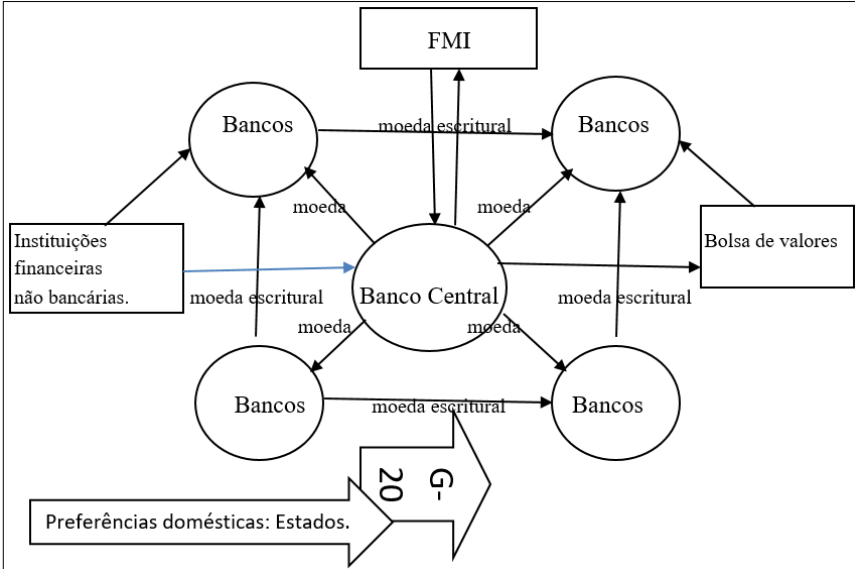 FMI
Bancos
moeda escritural
Bancos
moeda
moeda
Instituições
financeiras
não bancárias.
Bolsa de valores
Banco Central
moeda escritural
moeda escritural
moeda
moeda
Bancos
moeda escritural
Bancos
G-
20
Preferências domésticas: Estados.